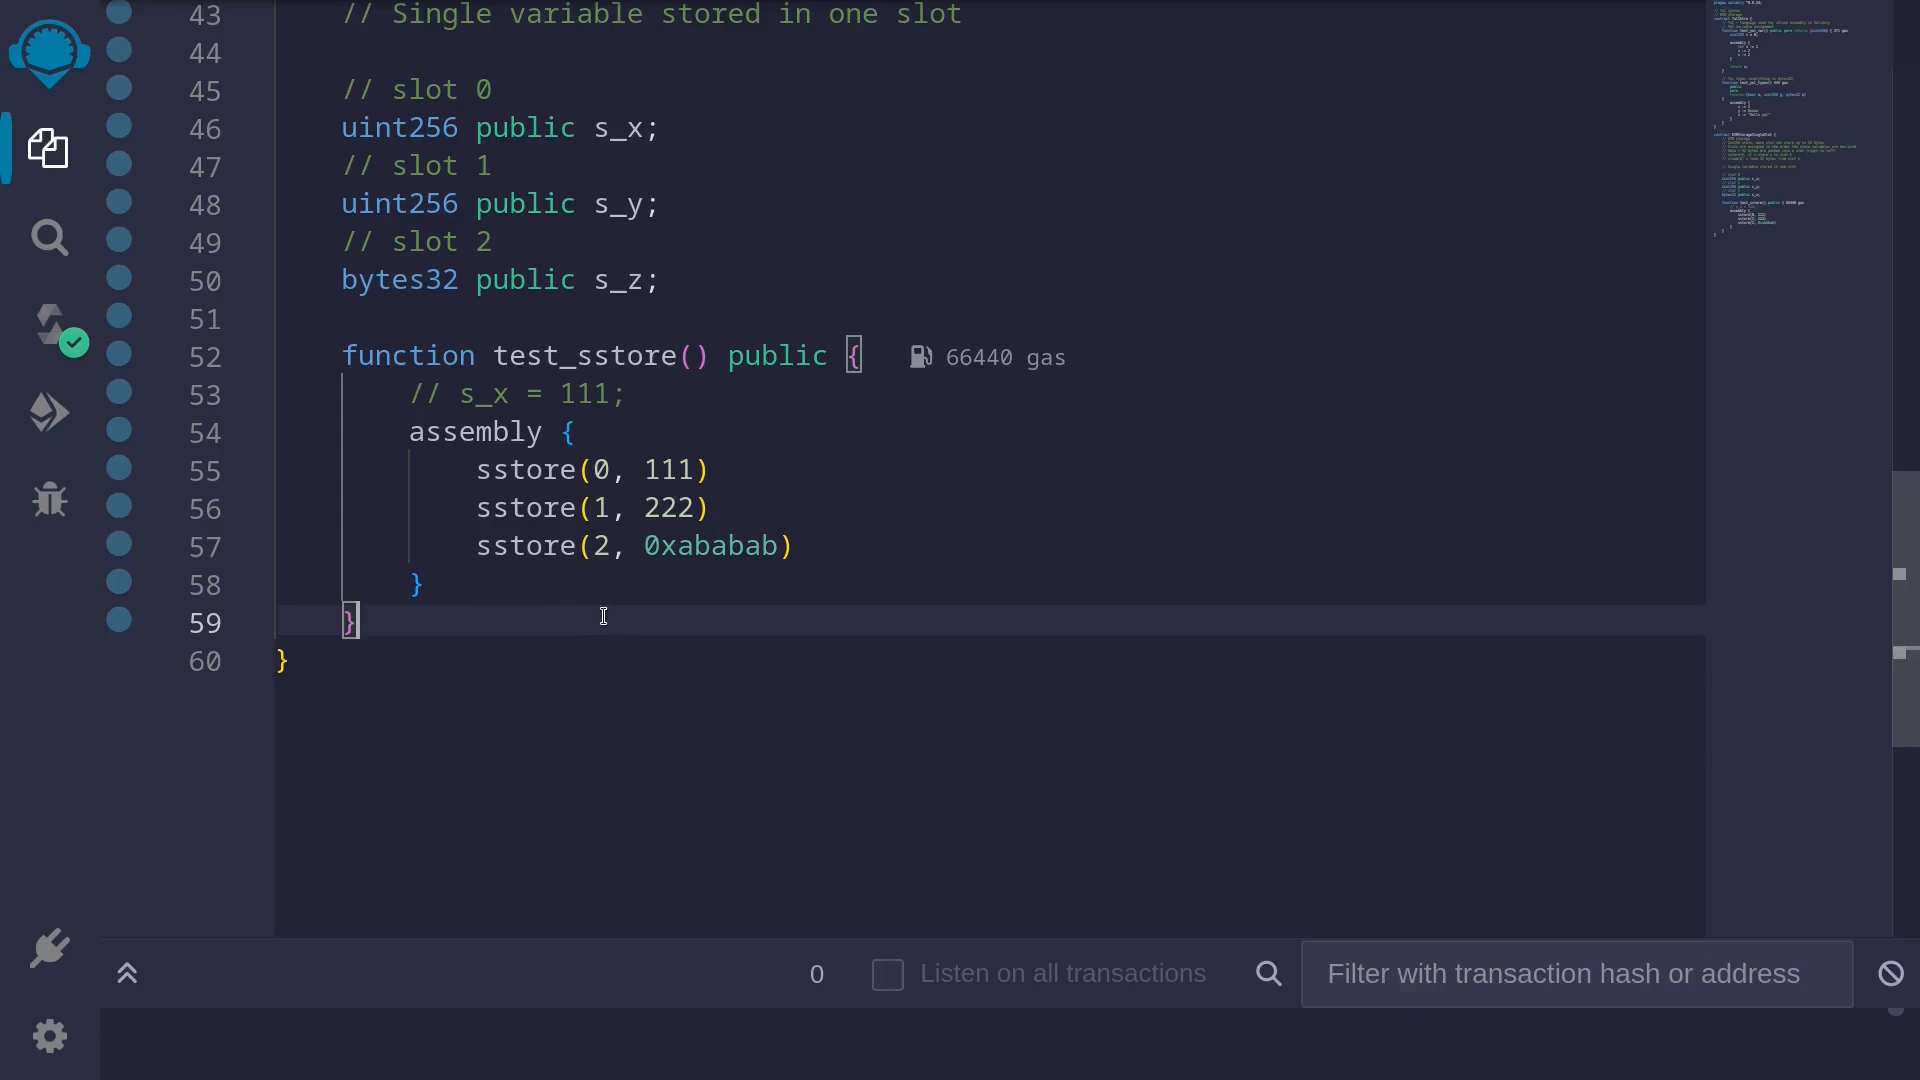 43 // Single variable stored in one slot
44
45 // slot 0
46 uint256 public s_x;
47 // slot 1
48 uint256 public s_y;
49 // slot 2
50 bytes32 public s_z;
51
52 function test_sstore() public { 66440 gas
53 // s_x = 111;
54 assembly {
55 sstore(0, 111)
56 sstore(1, 222)
57 sstore(2, 0xababab)
58 }
59 }
60 }
0 Listen on all transactions Filter with transaction hash or address